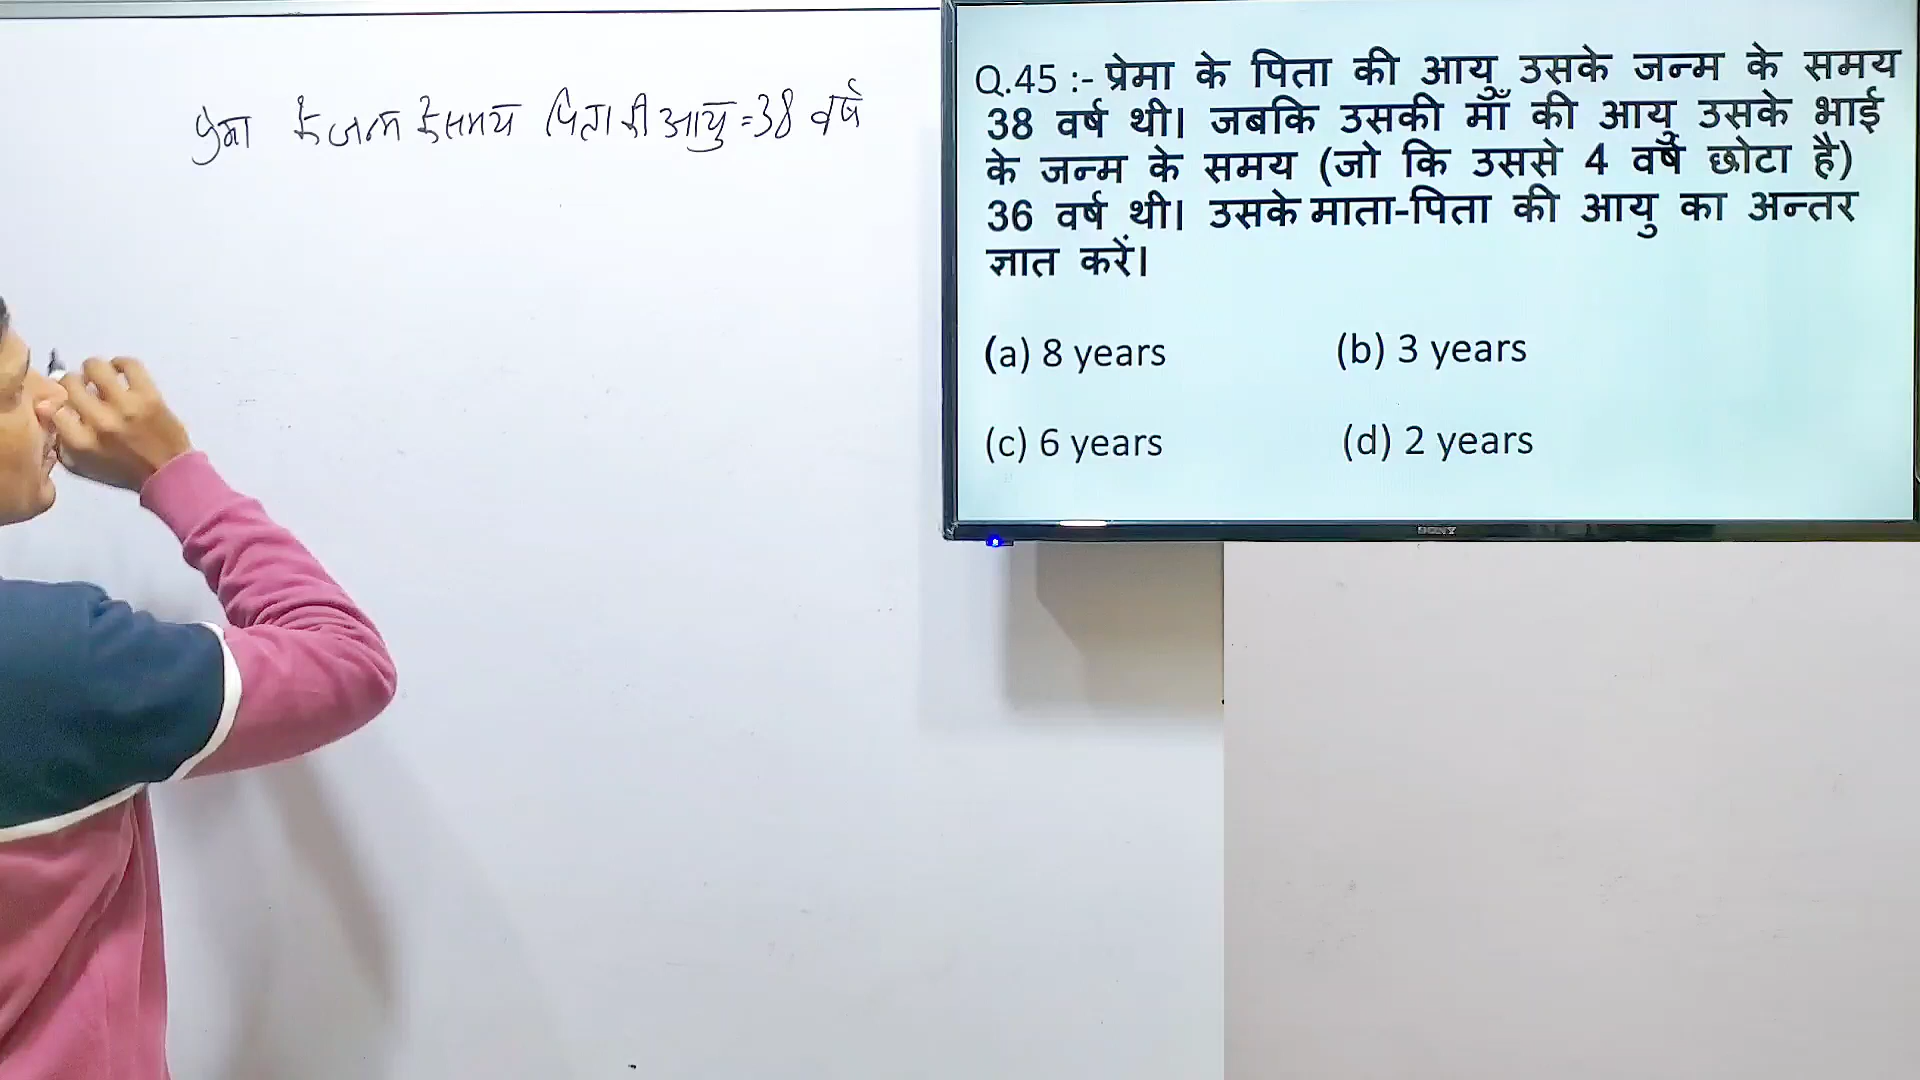 प्रेमा के जन्म के समय पिता की आयु = 38 वर्ष
Q.45 :- प्रेमा के पिता की आयु उसके जन्म के समय
38 वर्ष थी। जबकि उसकी माँ की आयु उसके भाई
के जन्म के समय (जो कि उससे 4 वर्ष छोटा है)
36 वर्ष थी। उसके माता-पिता की आयु का अन्तर
ज्ञात करें।
(a) 8 years (b) 3 years
(c) 6 years (d) 2 years
SONY